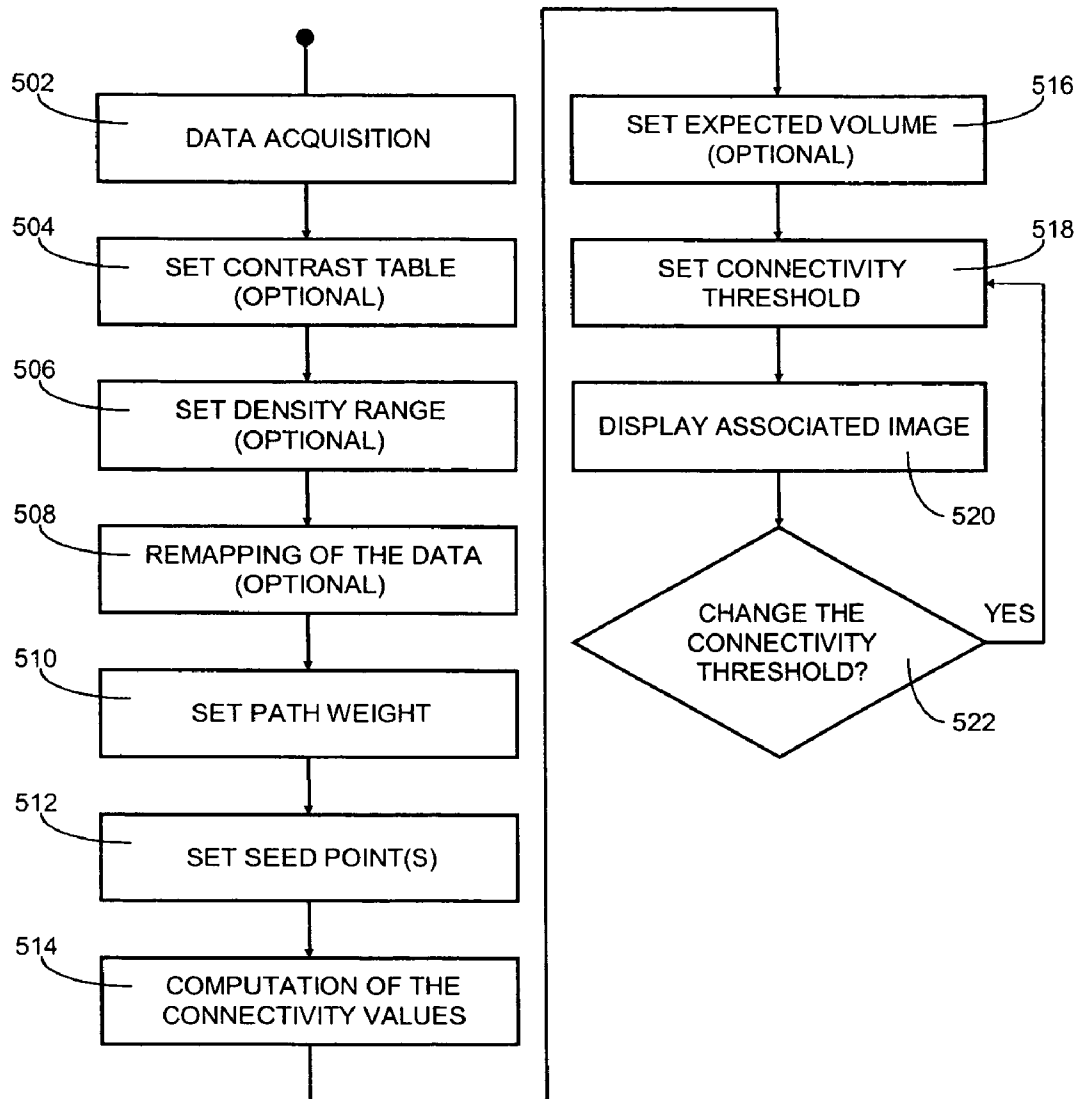 502
DATA ACQUISITION
504
SET CONTRAST TABLE
(OPTIONAL)
506
SET DENSITY RANGE
(OPTIONAL)
508
REMAPPING OF THE DATA
(OPTIONAL)
510
SET PATH WEIGHT
512
SET SEED POINT(S)
514
COMPUTATION OF THE
CONNECTIVITY VALUES
516
SET EXPECTED VOLUME
(OPTIONAL)
518
SET CONNECTIVITY
THRESHOLD
DISPLAY ASSOCIATED IMAGE
520
CHANGE THE
CONNECTIVITY
THRESHOLD?
YES
522